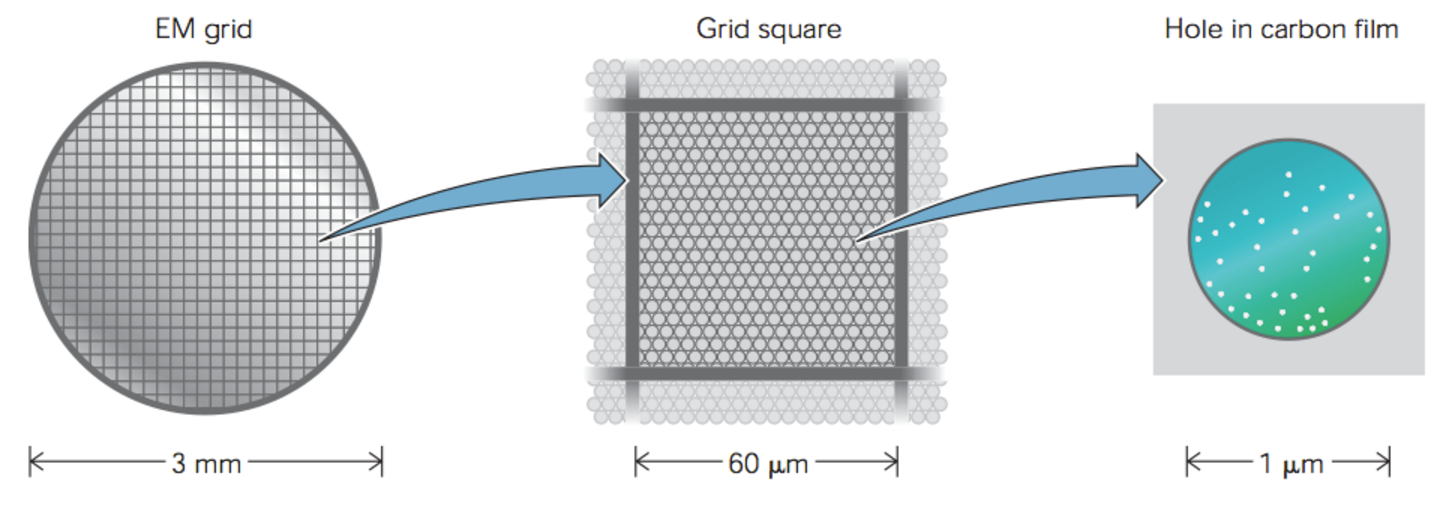 EM grid
Grid square
Hole in carbon film
3 mm
60 μm
1 μm